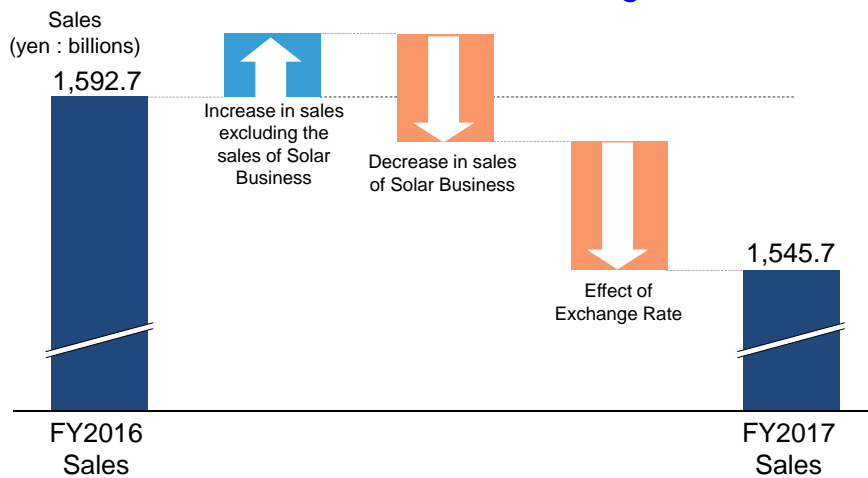 Sales
(yen : billions)
1,592.7
Increase in sales
excluding the
sales of Solar
Business
Decrease in sales
of Solar Business
Effect of
Exchange Rate
1,545.7
FY2016
Sales
FY2017
Sales